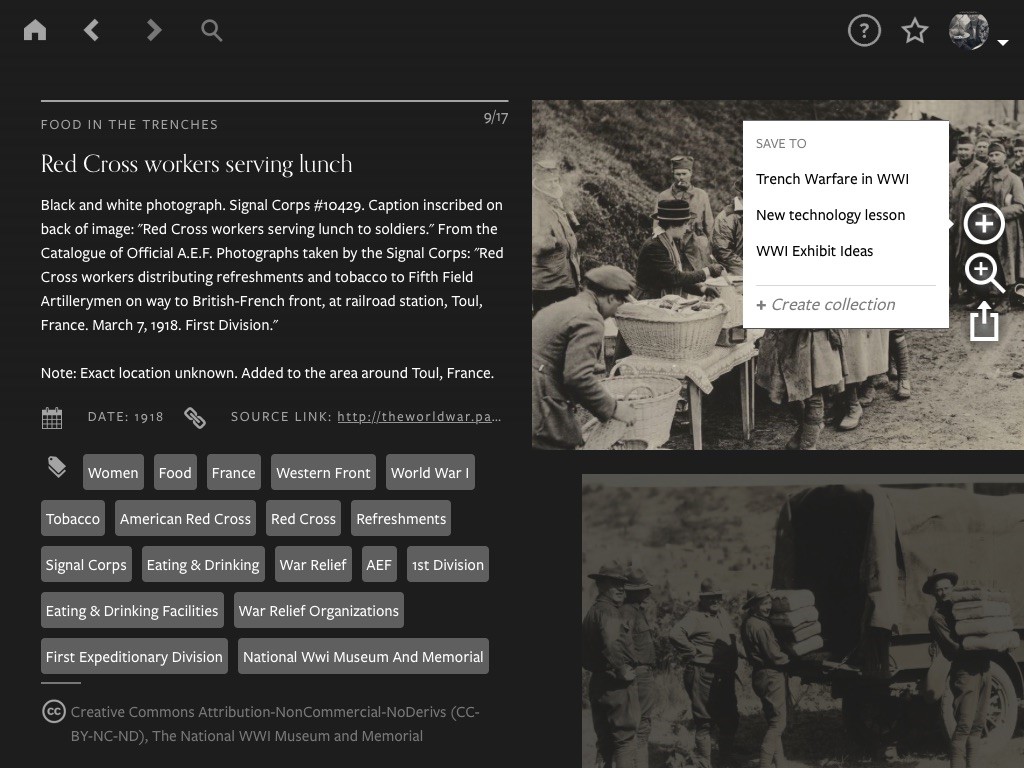 FOOD IN THE TRENCHES
9/17
Red Cross workers serving lunch
Black and white photograph. Signal Corps #10429. Caption inscribed on
back of image: "Red Cross workers serving lunch to soldiers." From the
Catalogue of Official A.E.F. Photographs taken by the Signal Corps: "Red
Cross workers distributing refreshments and tobacco to Fifth Field
Artillerymen on way to British-French front, at railroad station, Toul,
France. March 7, 1918. First Division."
Note: Exact location unknown. Added to the area around Toul, France.
DATE: 1918 SOURCE LINK: http://theworldwar.pa...
Women Food France Western Front World War I
Tobacco American Red Cross Red Cross Refreshments
Signal Corps Eating & Drinking War Relief AEF 1st Division
Eating & Drinking Facilities War Relief Organizations
First Expeditionary Division National Wwi Museum And Memorial
cc Creative Commons Attribution-NonCommercial-NoDerivs (CC-
BY-NC-ND), The National WWI Museum and Memorial
?
SAVE TO
Trench Warfare in WWI
New technology lesson
WWI Exhibit Ideas
+ Create collection